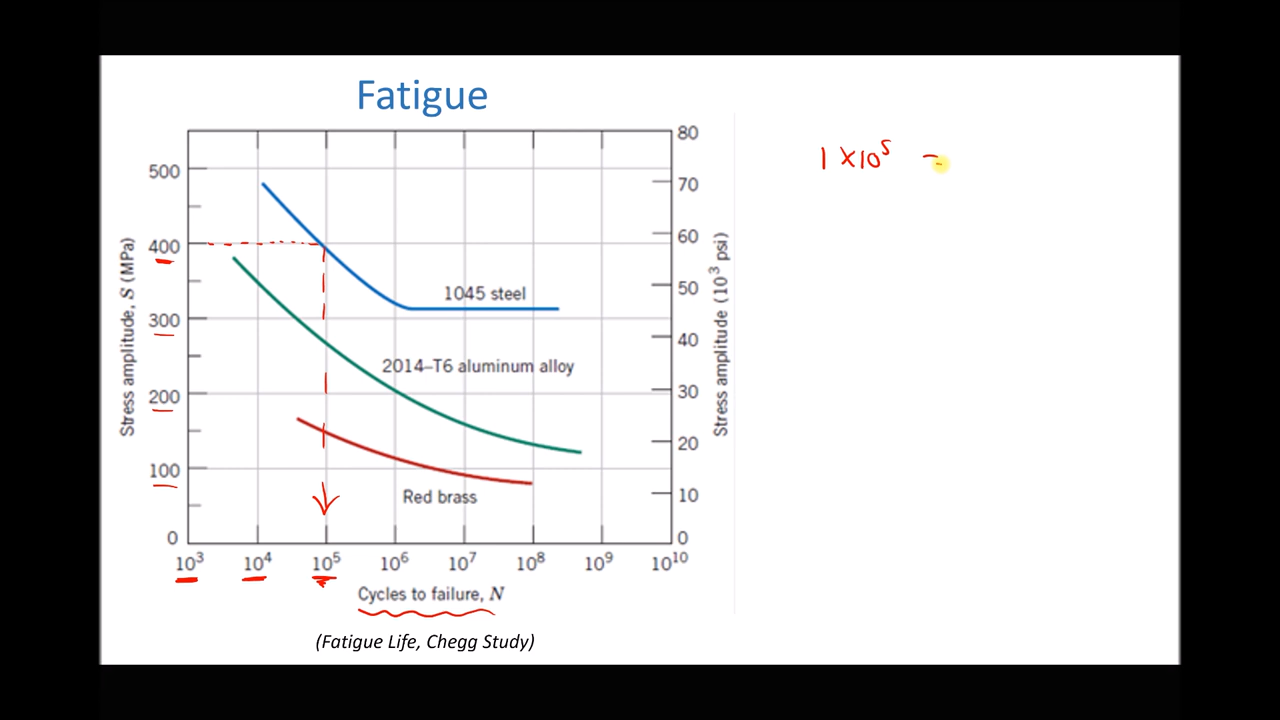 Fatigue
1 × 10⁵ =
80
500
70
400
60
Stress amplitude, S (MPa)
Stress amplitude (10³ psi)
50
1045 steel
300
40
2014–T6 aluminum alloy
200
30
20
100
Red brass
10
0
0
10³ 10⁴ 10⁵ 10⁶ 10⁷ 10⁸ 10⁹ 10¹⁰
Cycles to failure, N
(Fatigue Life, Chegg Study)